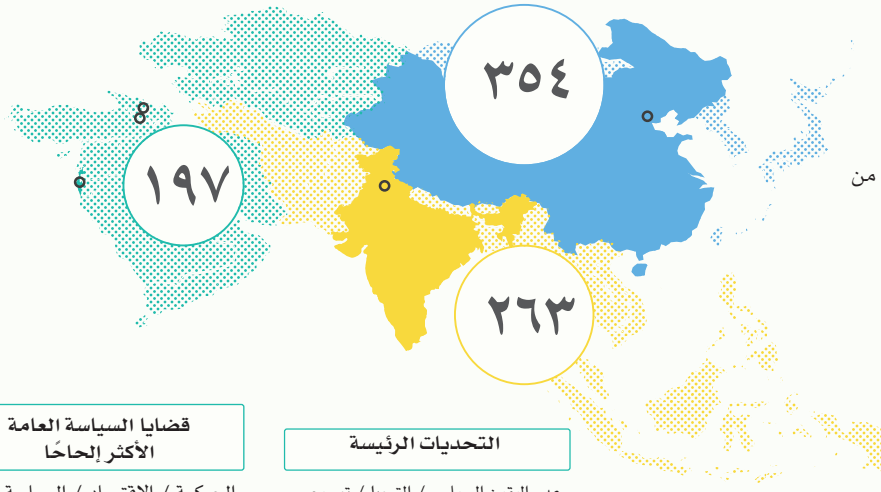 ٣٥٤
من
١٩٧
٢٦٣
التحديات الرئيسة
قضايا السياسة العامة
الأكثر إلحاحًا